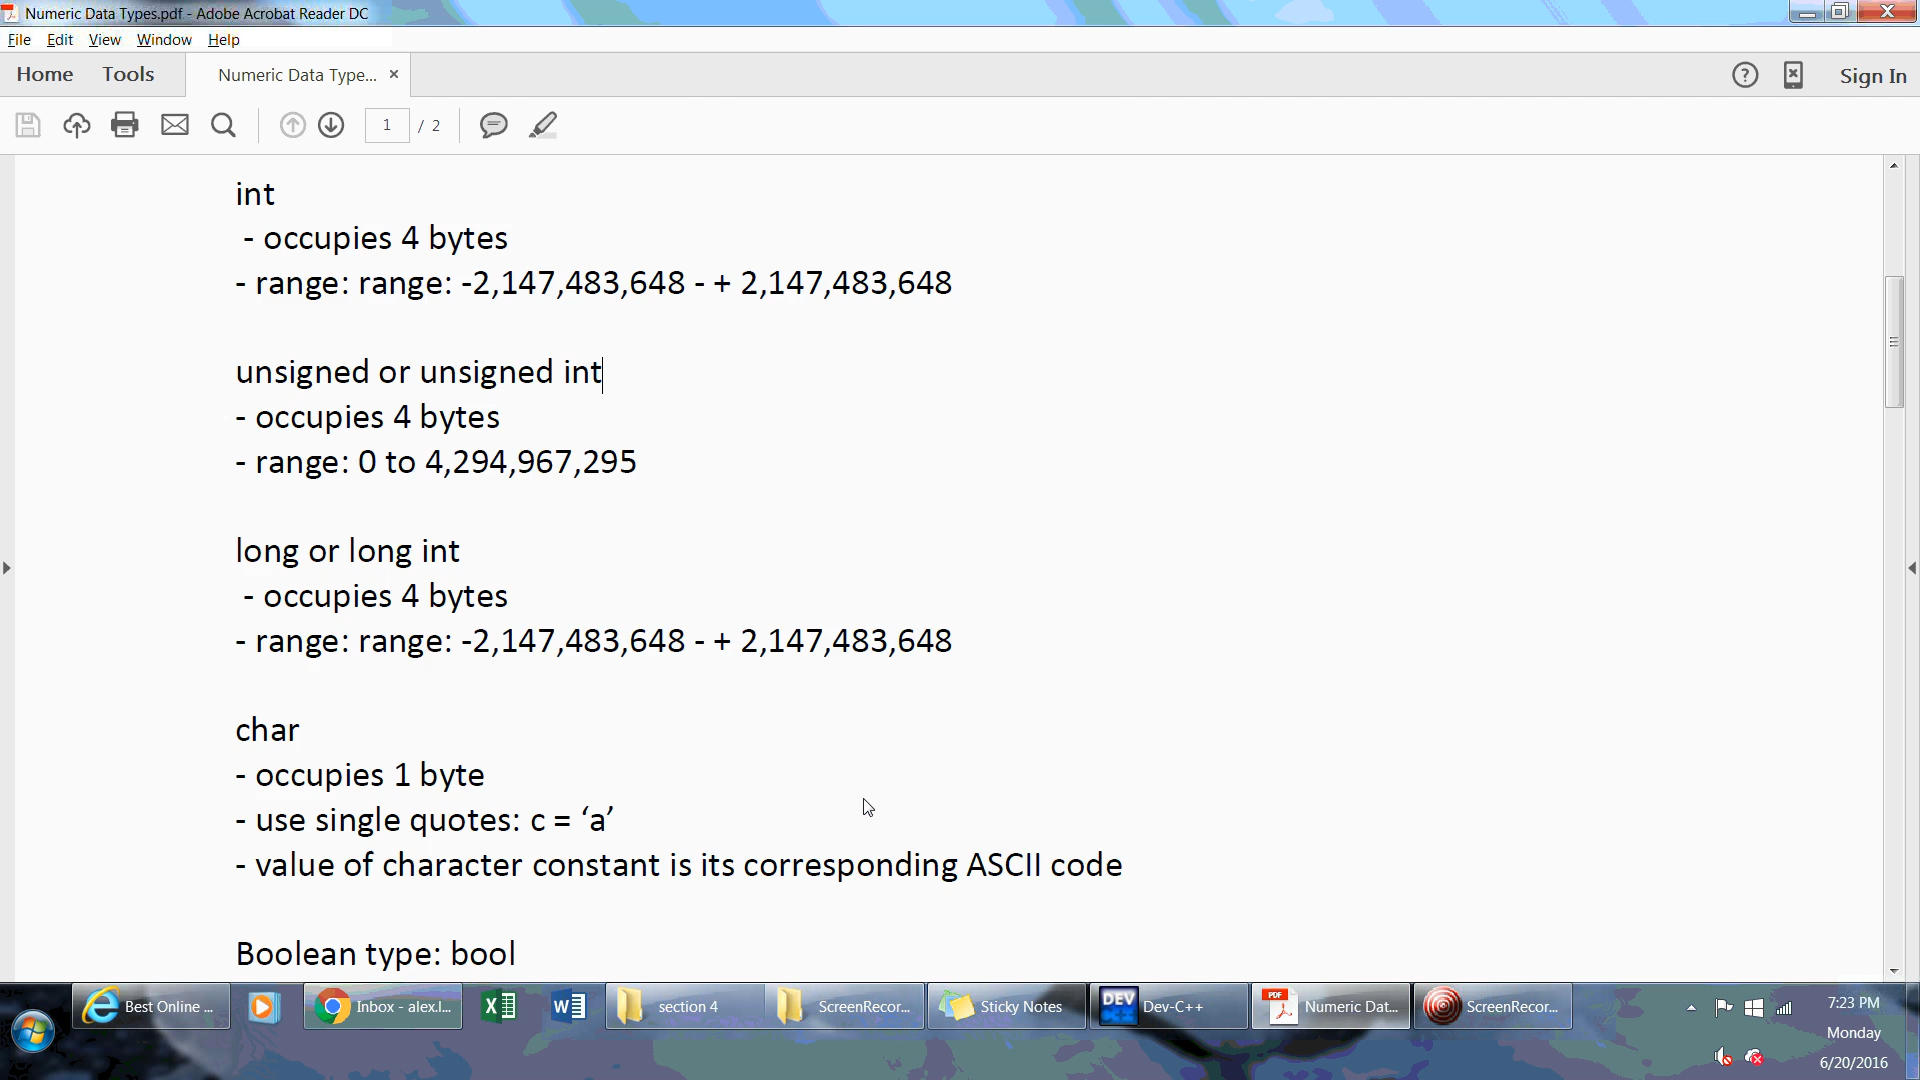 Numeric Data Types.pdf - Adobe Acrobat Reader DC
File Edit View Window Help
Home Tools Numeric Data Type... × ? Sign In
1 / 2
int
- occupies 4 bytes
- range: range: -2,147,483,648 - + 2,147,483,648
unsigned or unsigned int
- occupies 4 bytes
- range: 0 to 4,294,967,295
long or long int
- occupies 4 bytes
- range: range: -2,147,483,648 - + 2,147,483,648
char
- occupies 1 byte
- use single quotes: c = ‘a’
- value of character constant is its corresponding ASCII code
Boolean type: bool
Best Online ... Inbox - alex.l... section 4 ScreenRecor... Sticky Notes DEV Dev-C++ PDF Numeric Dat... ScreenRecor...
7:23 PM
Monday
6/20/2016